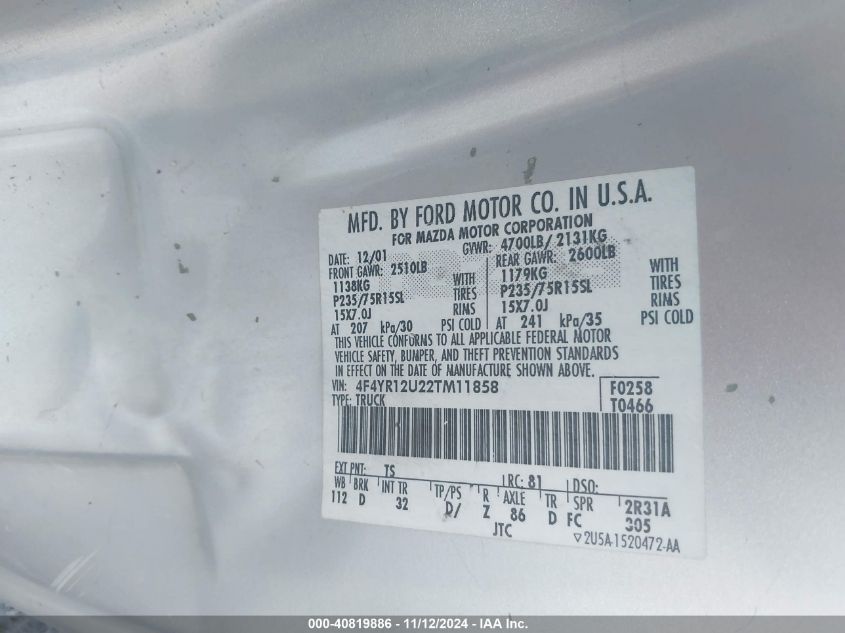 MFD. BY FORD MOTOR CO. IN U.S.A.
FOR MAZDA MOTOR CORPORATION
DATE: 12/01 GVWR: 4700LB/ 2131KG
FRONT GAWR: 2510LB REAR GAWR: 2600LB
1138KG WITH 1179KG WITH
P235/75R15SL TIRES P235/75R15SL TIRES
15X7.0J RIMS 15X7.0J RIMS
AT 207 kPa/30 PSI COLD AT 241 kPa/35 PSI COLD
THIS VEHICLE CONFORMS TO ALL APPLICABLE FEDERAL MOTOR
VEHICLE SAFETY, BUMPER, AND THEFT PREVENTION STANDARDS
IN EFFECT ON THE DATE OF MANUFACTURE SHOWN ABOVE.
VIN: 4F4YR12U22TM11858 F0258
TYPE: TRUCK T0466
EXT PNT: TS RC: 81 DSO:
WB BRK INT TR TP/PS R AXLE TR SPR 2R31A
112 D 32 D/ Z 86 D FC 305
JTC ▽2U5A-1520472-AA
000-40819886 - 11/12/2024 - IAA Inc.